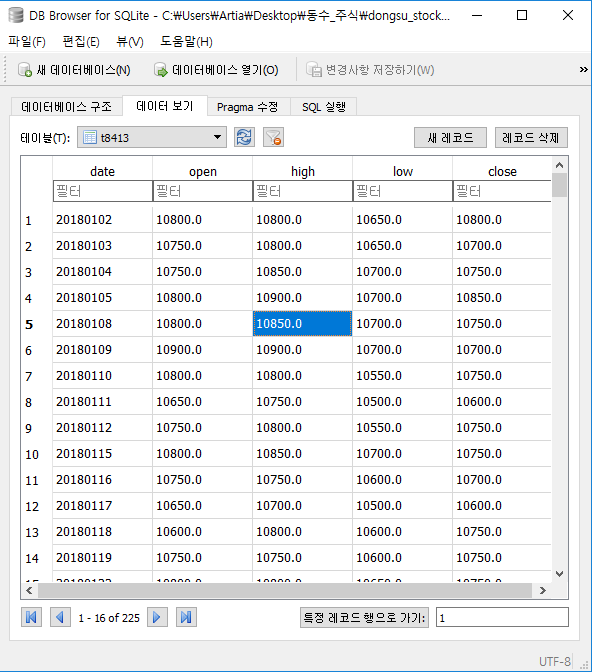 DB Browser for SQLite - C:₩Users₩Artia₩Desktop₩동수_주식₩dongsu_stock...
파일(F) 편집(E) 뷰(V) 도움말(H)
새 데이터베이스(N) 데이터베이스 열기(O) 변경사항 저장하기(W) »
데이터베이스 구조 데이터 보기 Pragma 수정 SQL 실행
테이블(T): t8413 새 레코드 레코드 삭제
date open high low close
필터 필터 필터 필터 필터
1 20180102 10800.0 10800.0 10650.0 10800.0
2 20180103 10750.0 10800.0 10650.0 10700.0
3 20180104 10750.0 10850.0 10700.0 10750.0
4 20180105 10800.0 10900.0 10700.0 10850.0
5 20180108 10800.0 10850.0 10700.0 10750.0
6 20180109 10900.0 10900.0 10700.0 10700.0
7 20180110 10800.0 10800.0 10550.0 10750.0
8 20180111 10650.0 10750.0 10500.0 10600.0
9 20180112 10750.0 10800.0 10550.0 10750.0
10 20180115 10800.0 10850.0 10700.0 10750.0
11 20180116 10750.0 10750.0 10600.0 10700.0
12 20180117 10650.0 10700.0 10500.0 10600.0
13 20180118 10600.0 10800.0 10600.0 10750.0
14 20180119 10750.0 10750.0 10600.0 10750.0
1 - 16 of 225 특정 레코드 행으로 가기: 1
UTF-8